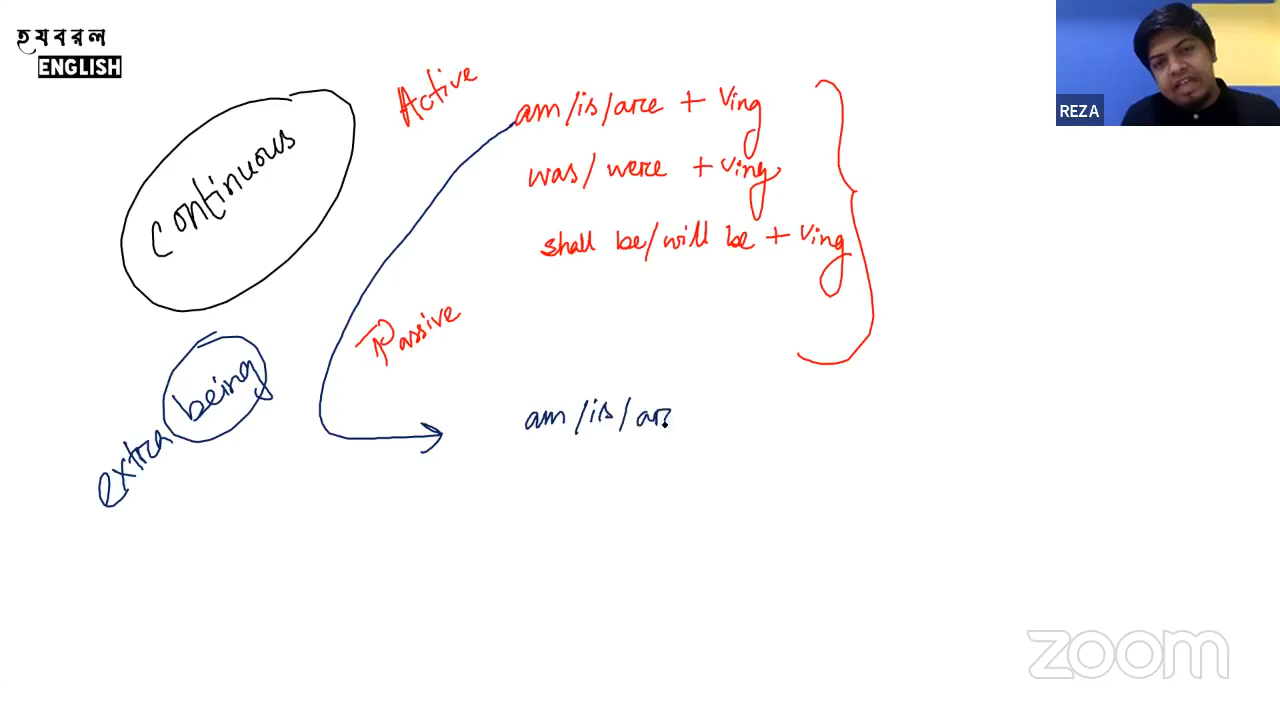 হযবরল
ENGLISH
REZA
Active
am/is/are + Ving
was/were + Ving
shall be/will be + Ving
continuous
Passive
extra being
am/is/are
zoom